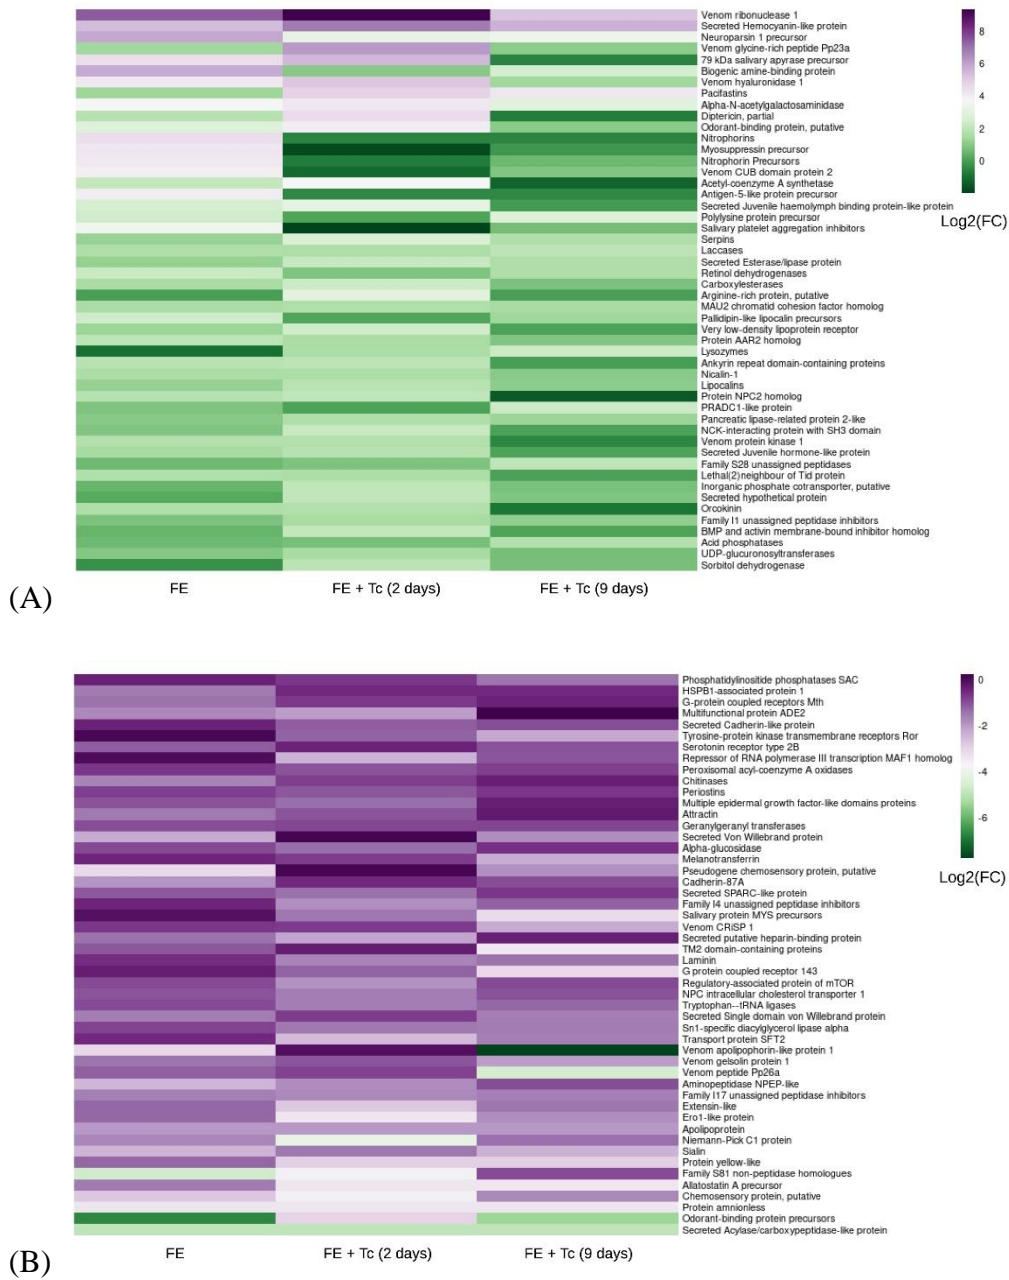 (A)
Venom ribonuclease 1
Secreted Hemocyanin-like protein
Neuroparsin 1 precursor
Venom glycine-rich peptide Pp23a
79 kDa salivary apyrase precursor
Biogenic amine-binding protein
Venom hyaluronidase 1
Pacifastins
Alpha-N-acetylgalactosaminidase
Diptericin, partial
Odorant-binding protein, putative
Nitrophorins
Myosuppressin precursor
Nitrophorin Precursors
Venom CUB domain protein 2
Acetyl-coenzyme A synthetase
Antigen-5-like protein precursor
Secreted Juvenile haemolymph binding protein-like protein
Polylysine protein precursor
Salivary platelet aggregation inhibitors
Serpins
Laccases
Secreted Esterase/lipase protein
Retinol dehydrogenases
Carboxylesterases
Arginine-rich protein, putative
MAU2 chromatid cohesion factor homolog
Pallidipin-like lipocalin precursors
Very low-density lipoprotein receptor
Protein AAR2 homolog
Lysozymes
Ankyrin repeat domain-containing proteins
Nicalin-1
Lipocalins
Protein NPC2 homolog
PRADC1-like protein
Pancreatic lipase-related protein 2-like
NCK-interacting protein with SH3 domain
Venom protein kinase 1
Secreted Juvenile hormone-like protein
Family S28 unassigned peptidases
Lethal(2)neighbour of Tid protein
Inorganic phosphate cotransporter, putative
Secreted hypothetical protein
Orcokinin
Family I1 unassigned peptidase inhibitors
BMP and activin membrane-bound inhibitor homolog
Acid phosphatases
UDP-glucuronosyltransferases
Sorbitol dehydrogenase
8
6
4
2
0
Log2(FC)
FE
FE + Tc (2 days)
FE + Tc (9 days)
(B)
Phosphatidylinositide phosphatases SAC
HSPB1-associated protein 1
G-protein coupled receptors Mth
Multifunctional protein ADE2
Secreted Cadherin-like protein
Tyrosine-protein kinase transmembrane receptors Ror
Serotonin receptor type 2B
Repressor of RNA polymerase III transcription MAF1 homolog
Peroxisomal acyl-coenzyme A oxidases
Chitinases
Periostins
Multiple epidermal growth factor-like domains proteins
Attractin
Geranylgeranyl transferases
Secreted Von Willebrand protein
Alpha-glucosidase
Melanotransferrin
Pseudogene chemosensory protein, putative
Cadherin-87A
Secreted SPARC-like protein
Family I4 unassigned peptidase inhibitors
Salivary protein MYS precursors
Venom CRiSP 1
Secreted putative heparin-binding protein
TM2 domain-containing proteins
Laminin
G protein coupled receptor 143
Regulatory-associated protein of mTOR
NPC intracellular cholesterol transporter 1
Tryptophan--tRNA ligases
Secreted Single domain von Willebrand protein
Sn1-specific diacylglycerol lipase alpha
Transport protein SFT2
Venom apolipophorin-like protein 1
Venom gelsolin protein 1
Venom peptide Pp26a
Aminopeptidase NPEP-like
Family I17 unassigned peptidase inhibitors
Extensin-like
Ero1-like protein
Apolipoprotein
Niemann-Pick C1 protein
Sialin
Protein yellow-like
Family S81 non-peptidase homologues
Allatostatin A precursor
Chemosensory protein, putative
Protein amnionless
Odorant-binding protein precursors
Secreted Acylase/carboxypeptidase-like protein
0
-2
-4
-6
Log2(FC)
FE
FE + Tc (2 days)
FE + Tc (9 days)